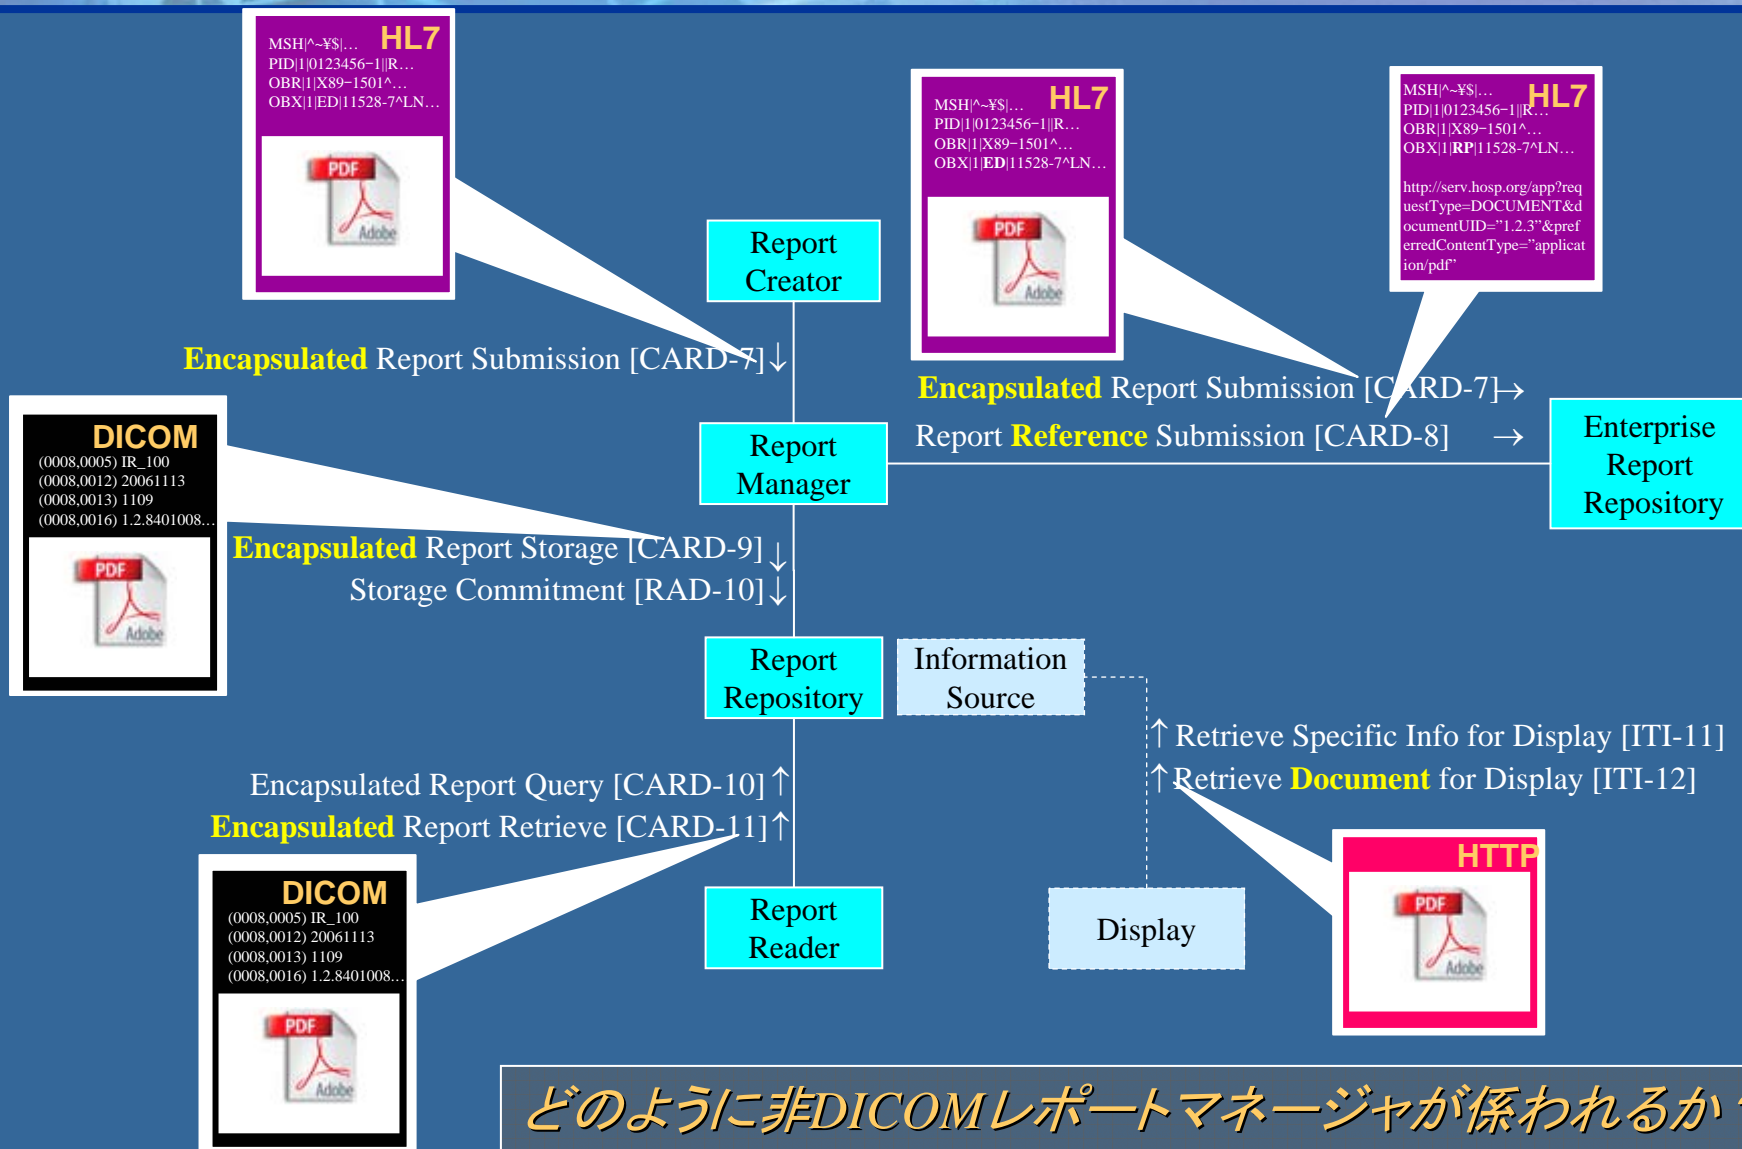 HL7
MSH|^~¥$|…
PID|1|0123456−1||R…
OBR|1|X89−1501^…
OBX|1|ED|11528-7^LN…
PDF
Adobe
HL7
MSH|^~¥$|…
PID|1|0123456−1||R…
OBR|1|X89−1501^…
OBX|1|ED|11528-7^LN…
PDF
Adobe
HL7
MSH|^~¥$|…
PID|1|0123456−1||R…
OBR|1|X89−1501^…
OBX|1|RP|11528-7^LN…
http://serv.hosp.org/app?req
uestType=DOCUMENT&d
ocumentUID=”1.2.3”&pref
erredContentType=”applicat
ion/pdf”
Report
Creator
Encapsulated Report Submission [CARD-7]↓
Encapsulated Report Submission [CARD-7]→
Report Reference Submission [CARD-8] →
Report
Manager
Enterprise
Report
Repository
DICOM
(0008,0005) IR_100
(0008,0012) 20061113
(0008,0013) 1109
(0008,0016) 1.2.8401008…
PDF
Adobe
Encapsulated Report Storage [CARD-9]↓
Storage Commitment [RAD-10]↓
Report
Repository
Information
Source
↑Retrieve Specific Info for Display [ITI-11]
↑Retrieve Document for Display [ITI-12]
Encapsulated Report Query [CARD-10]↑
Encapsulated Report Retrieve [CARD-11]↑
DICOM
(0008,0005) IR_100
(0008,0012) 20061113
(0008,0013) 1109
(0008,0016) 1.2.8401008…
PDF
Adobe
Report
Reader
Display
HTTP
PDF
Adobe
どのように非DICOMレポートマネージャが係われるか？